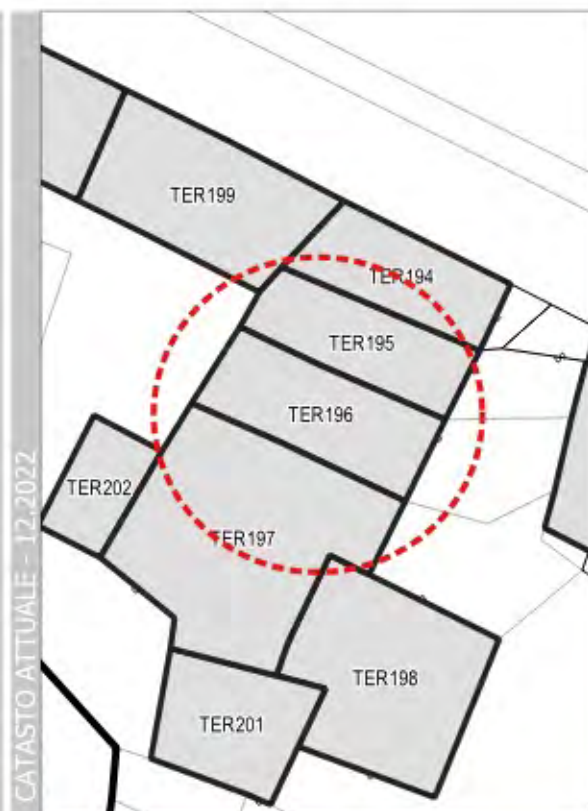 CATASTO ATTUALE - 12.2022
TER199
TER194
TER195
TER196
TER202
TER197
TER198
TER201